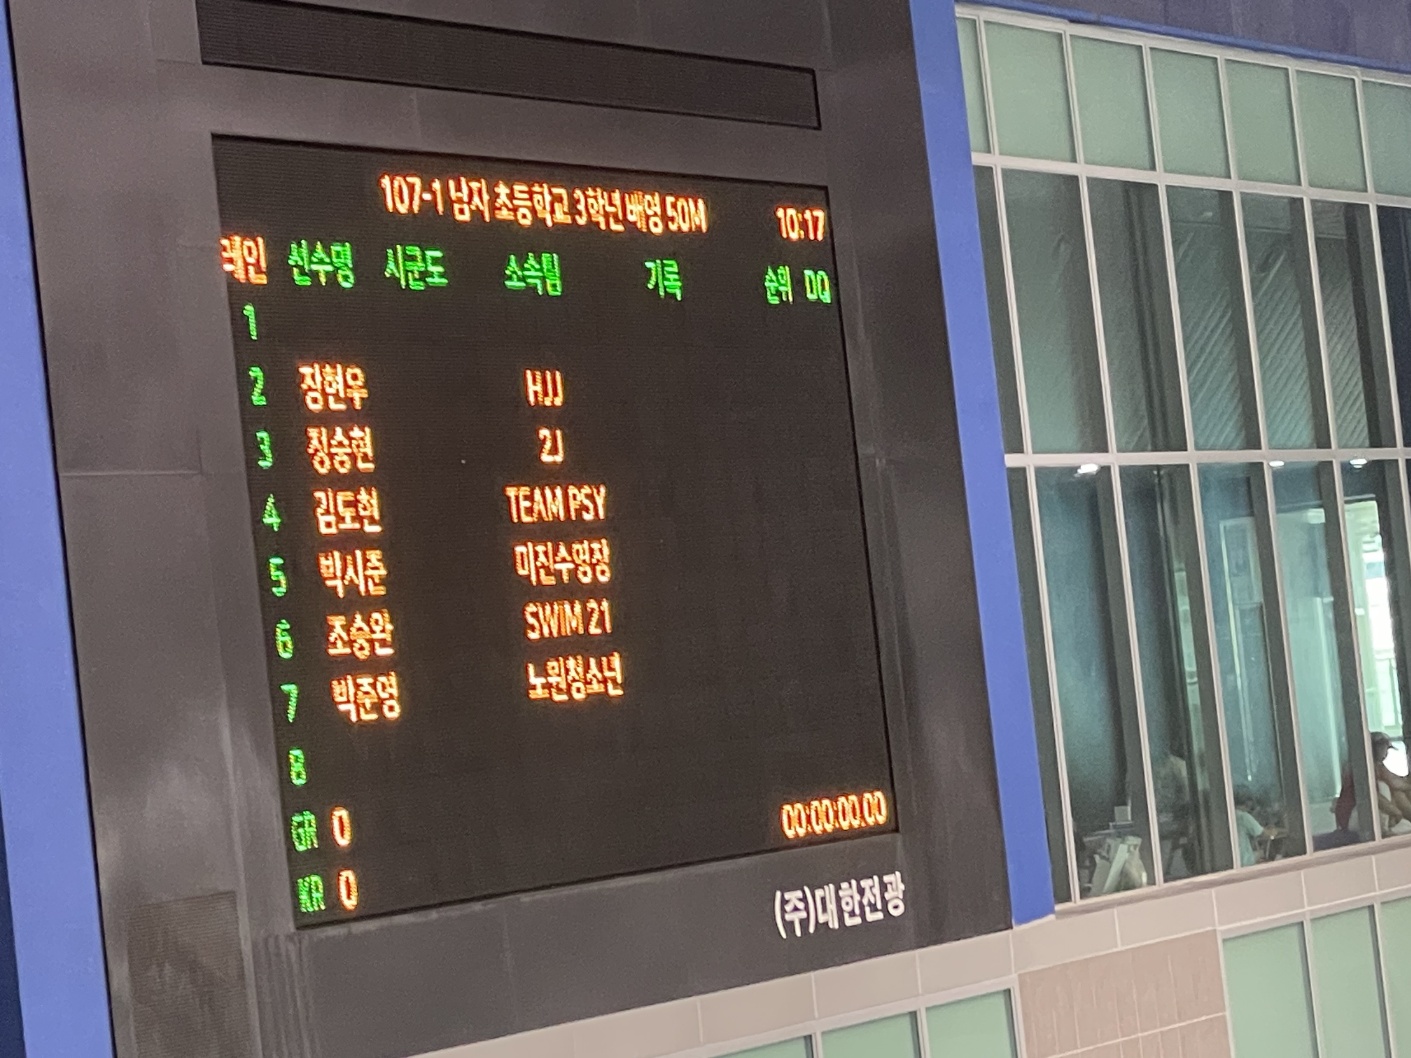 107-1 남자 초등학교 3학년 배영 50M 10:17
레인 선수명 시군도 소속팀 기록 순위 DQ
1
2 장현우 HJJ
3 정승현 2J
4 김도현 TEAM PSY
5 박시준 미진수영장
6 조승완 SWIM 21
7 박준영 노원청소년
8
GR 0 00:00:00.00
KR 0
(주)대한전광